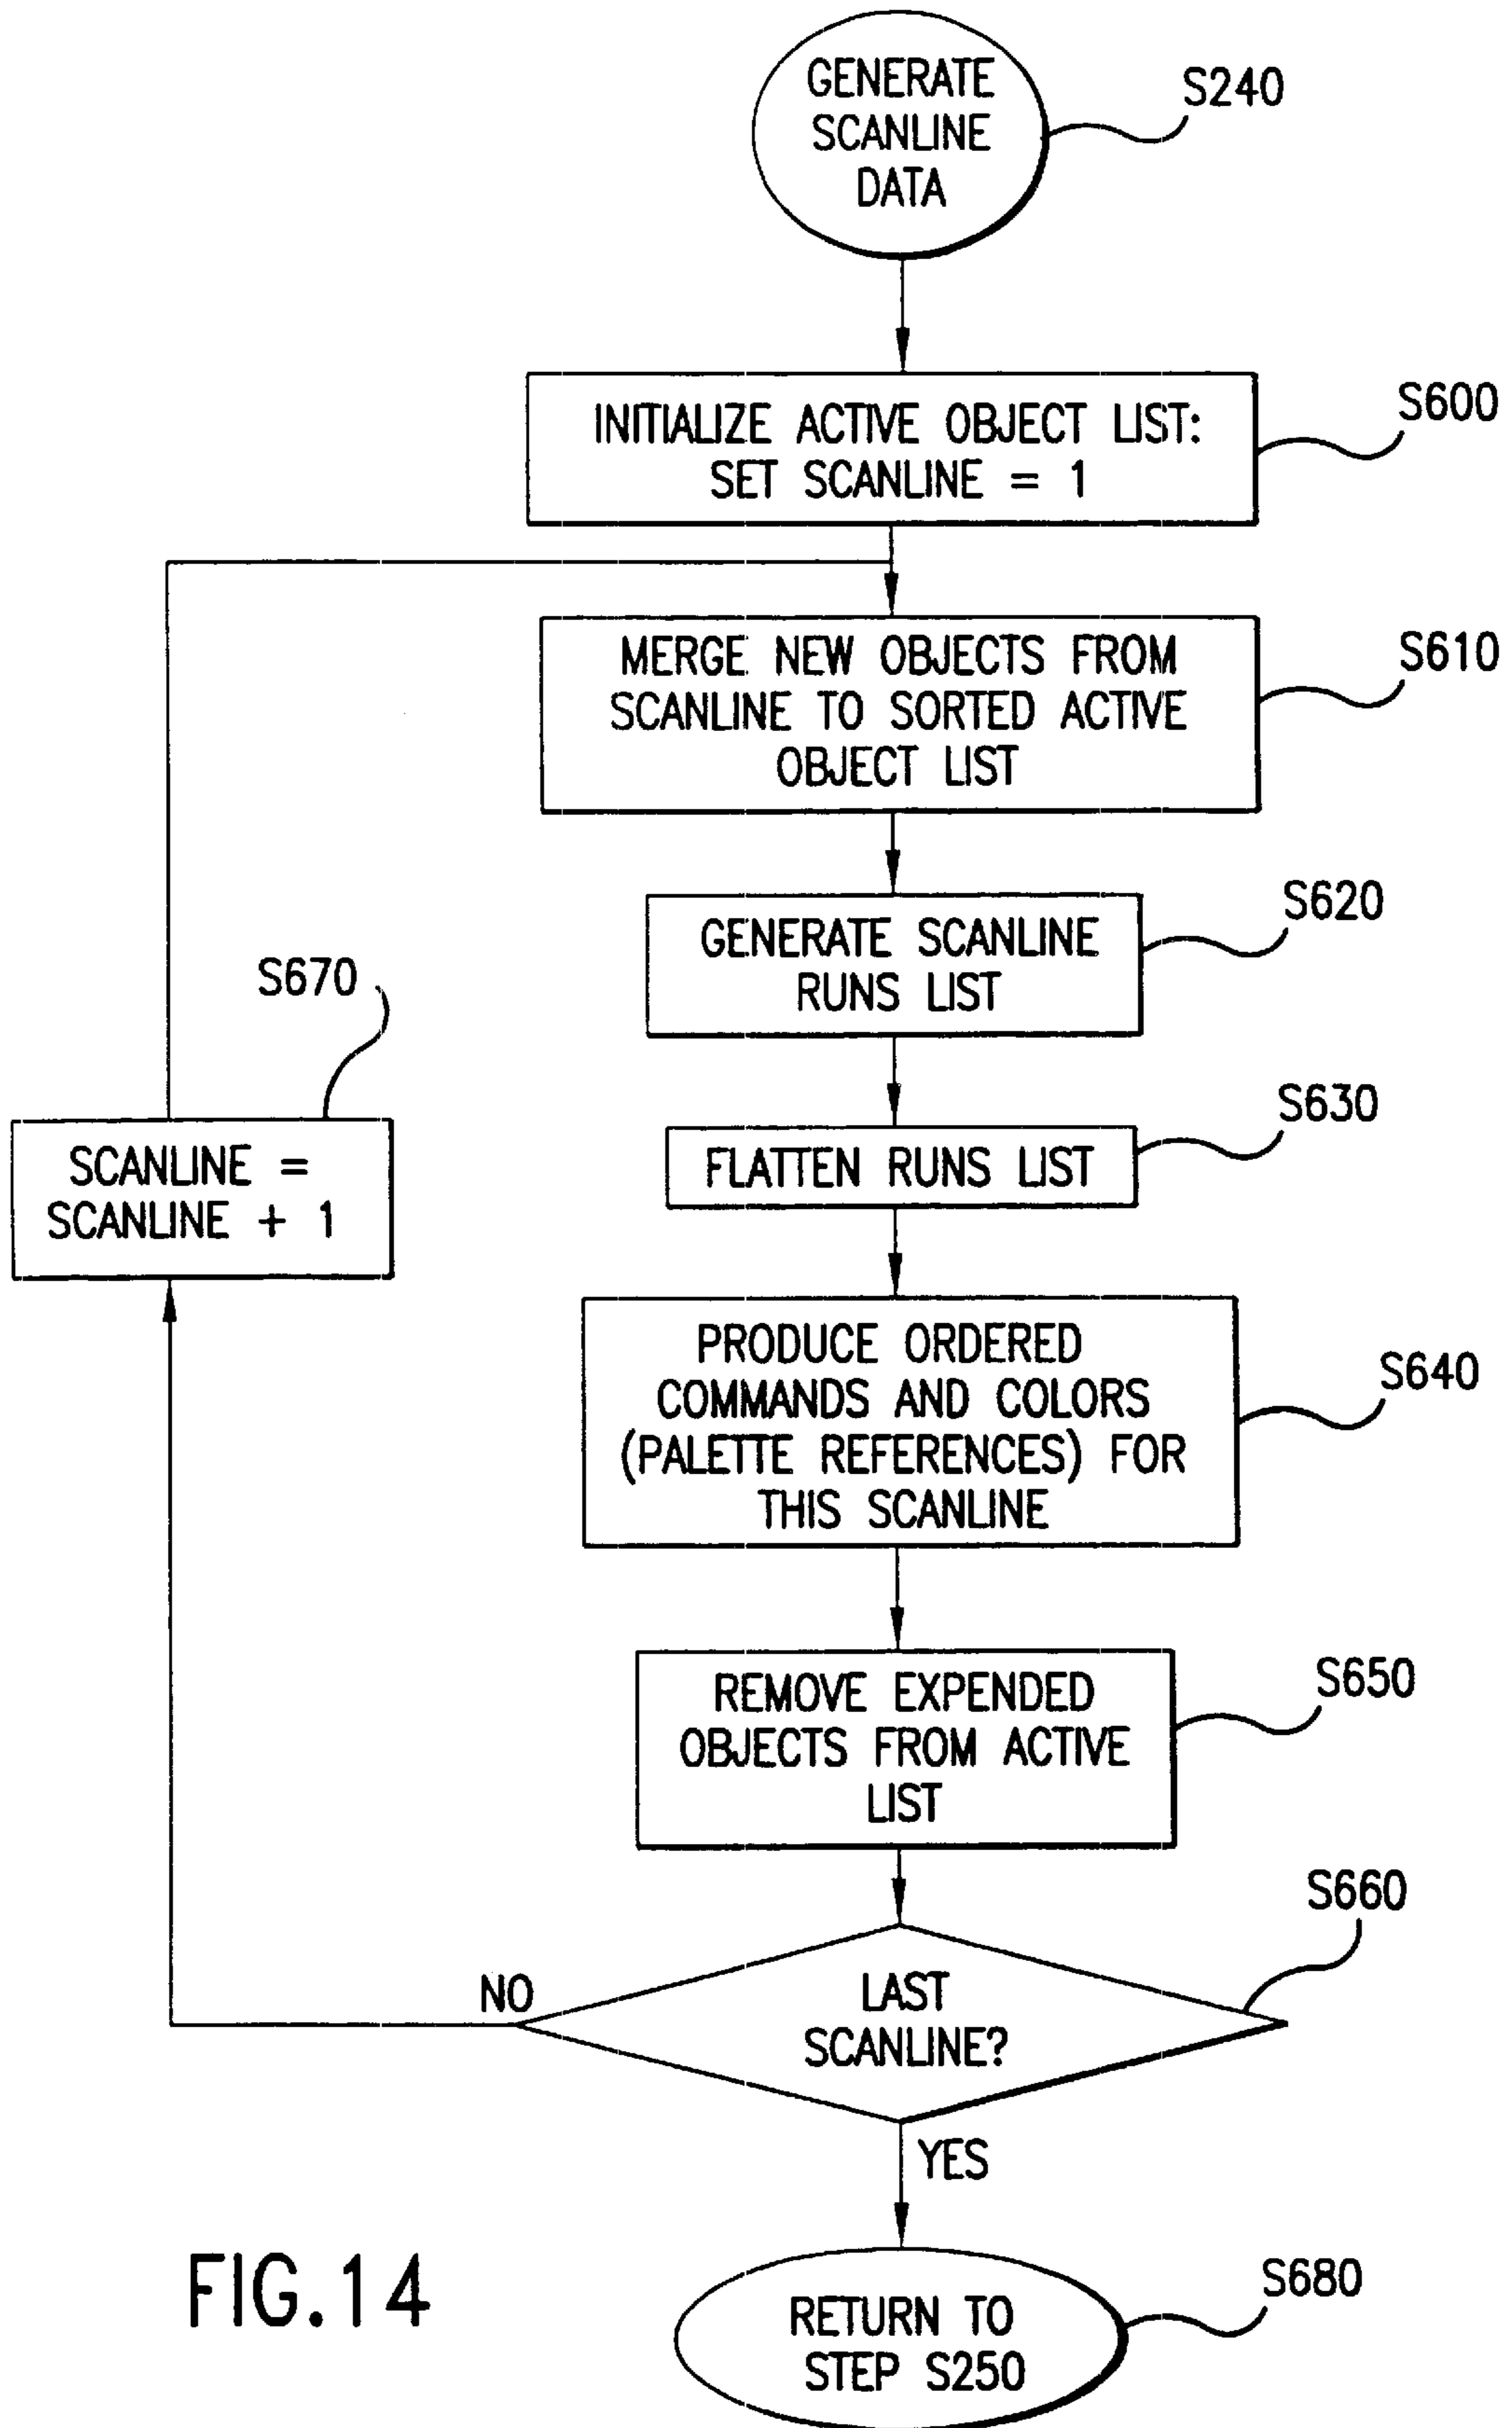 GENERATE
SCANLINE
DATA
S240
INITIALIZE ACTIVE OBJECT LIST:
SET SCANLINE = 1
S600
MERGE NEW OBJECTS FROM
SCANLINE TO SORTED ACTIVE
OBJECT LIST
S610
GENERATE SCANLINE
RUNS LIST
S620
FLATTEN RUNS LIST
S630
PRODUCE ORDERED
COMMANDS AND COLORS
(PALETTE REFERENCES) FOR
THIS SCANLINE
S640
REMOVE EXPENDED
OBJECTS FROM ACTIVE
LIST
S650
LAST
SCANLINE?
S660
NO
S670
SCANLINE =
SCANLINE + 1
YES
RETURN TO
STEP S250
S680
FIG.14